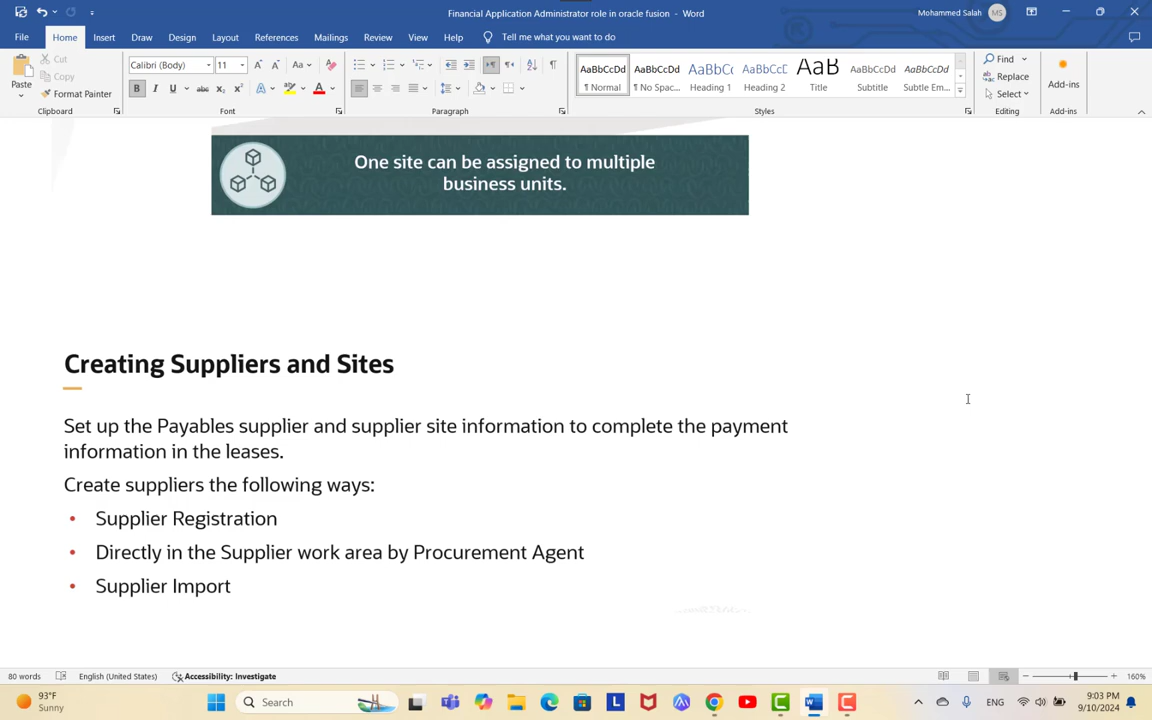 Financial Application Administrator role in oracle fusion - Word
Mohammed Salah MS
File Home Insert Draw Design Layout References Mailings Review View Help Tell me what you want to do
Paste
Cut
Copy
Format Painter
Calibri (Body) 11
AaBbCcDd AaBbCcDd AaBbCc AaBbCcD AaB AaBbCcD AaBbCcDd
¶ Normal ¶ No Spac... Heading 1 Heading 2 Title Subtitle Subtle Em...
Find
Replace
Select
Add-ins
Clipboard Font Paragraph Styles Editing Add-ins
One site can be assigned to multiple
business units.
Creating Suppliers and Sites
Set up the Payables supplier and supplier site information to complete the payment
information in the leases.
Create suppliers the following ways:
• Supplier Registration
• Directly in the Supplier work area by Procurement Agent
• Supplier Import
80 words English (United States) Accessibility: Investigate 160%
93°F
Sunny
Search
ENG
9:03 PM
9/10/2024